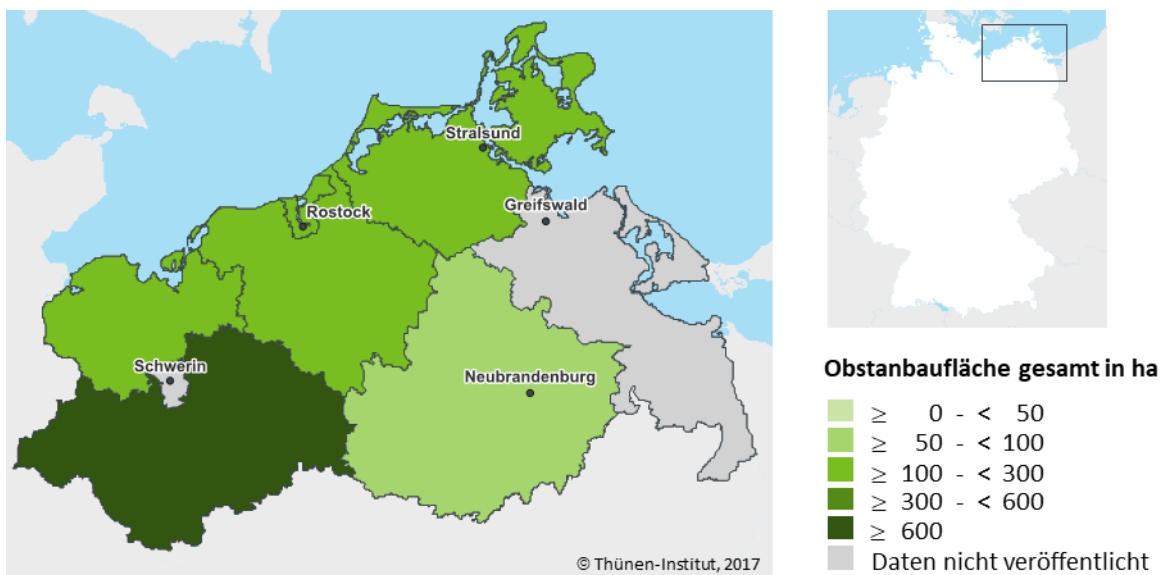 Stralsund
Greifswald
Rostock
Schwerin
Neubrandenburg
© Thünen-Institut, 2017
Obstanbaufläche gesamt in ha
≥ 0 - < 50
≥ 50 - < 100
≥ 100 - < 300
≥ 300 - < 600
≥ 600
Daten nicht veröffentlicht